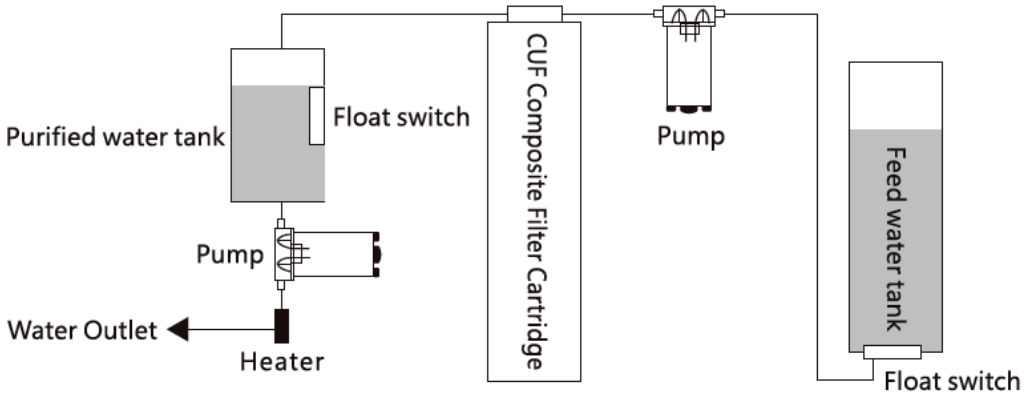 CUF Composite Filter Cartridge
Float switch
Purified water tank
Pump
Feed water tank
Pump
Water Outlet
Heater
Float switch